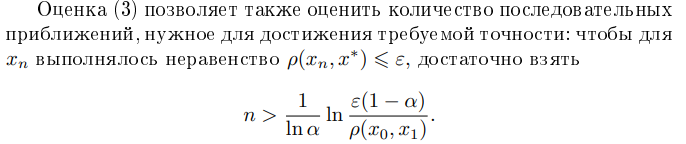 Оценка (3) позволяет также оценить количество последовательных
приближений, нужное для достижения требуемой точности: чтобы для
$x_n$ выполнялось неравенство $\rho(x_n, x^*) \leqslant \varepsilon$, достаточно взять
$n > \frac{1}{\ln \alpha} \ln \frac{\varepsilon(1 - \alpha)}{\rho(x_0, x_1)}.$